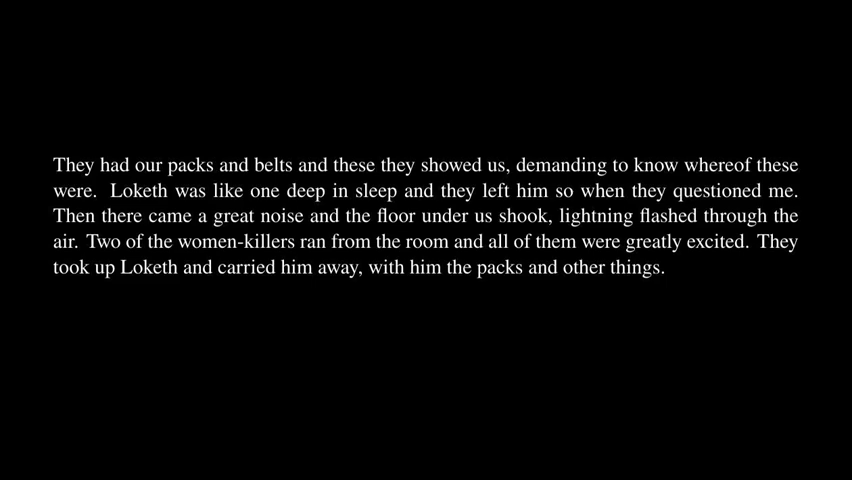 They had our packs and belts and these they showed us, demanding to know whereof these
were. Loketh was like one deep in sleep and they left him so when they questioned me.
Then there came a great noise and the floor under us shook, lightning flashed through the
air. Two of the women-killers ran from the room and all of them were greatly excited. They
took up Loketh and carried him away, with him the packs and other things.